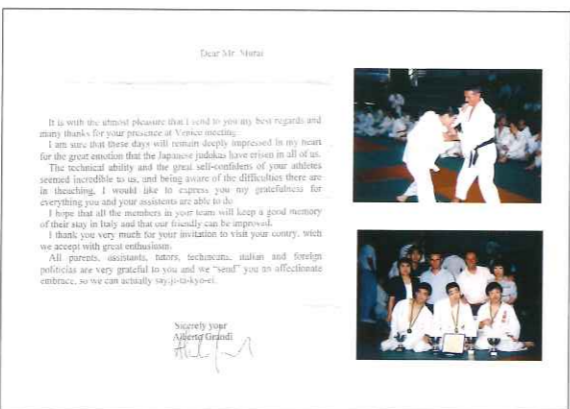 Dear Mr. Murai
It is with the utmost pleasure that I send to you my best regards and
many thanks for your presence at Venice meeting.
I am sure that these days will remain deeply impressed in my heart
for the great emotion that the Japanese judokas have erisen in all of us.
The technical ability and the great self-confidens of your athletes
seemed incredible to us, and being aware of the difficulties there are
in theaching, I would like to express you my gratefulness for
everything you and your assistents are able to do.
I hope that all the members in your team will keep a good memory
of their stay in Italy and that our friendly can be improved.
I thank you very much for your invitation to visit your contry, wich
we accept with great enthusiasm.
All parents, assistants, tutors, techincans, italian and foreign
politicias are very grateful to you and we "send" you an affectionate
embrace, so we can actually say:ji-ta-kyo-ei.
Sicerely your
Alberto Grandi